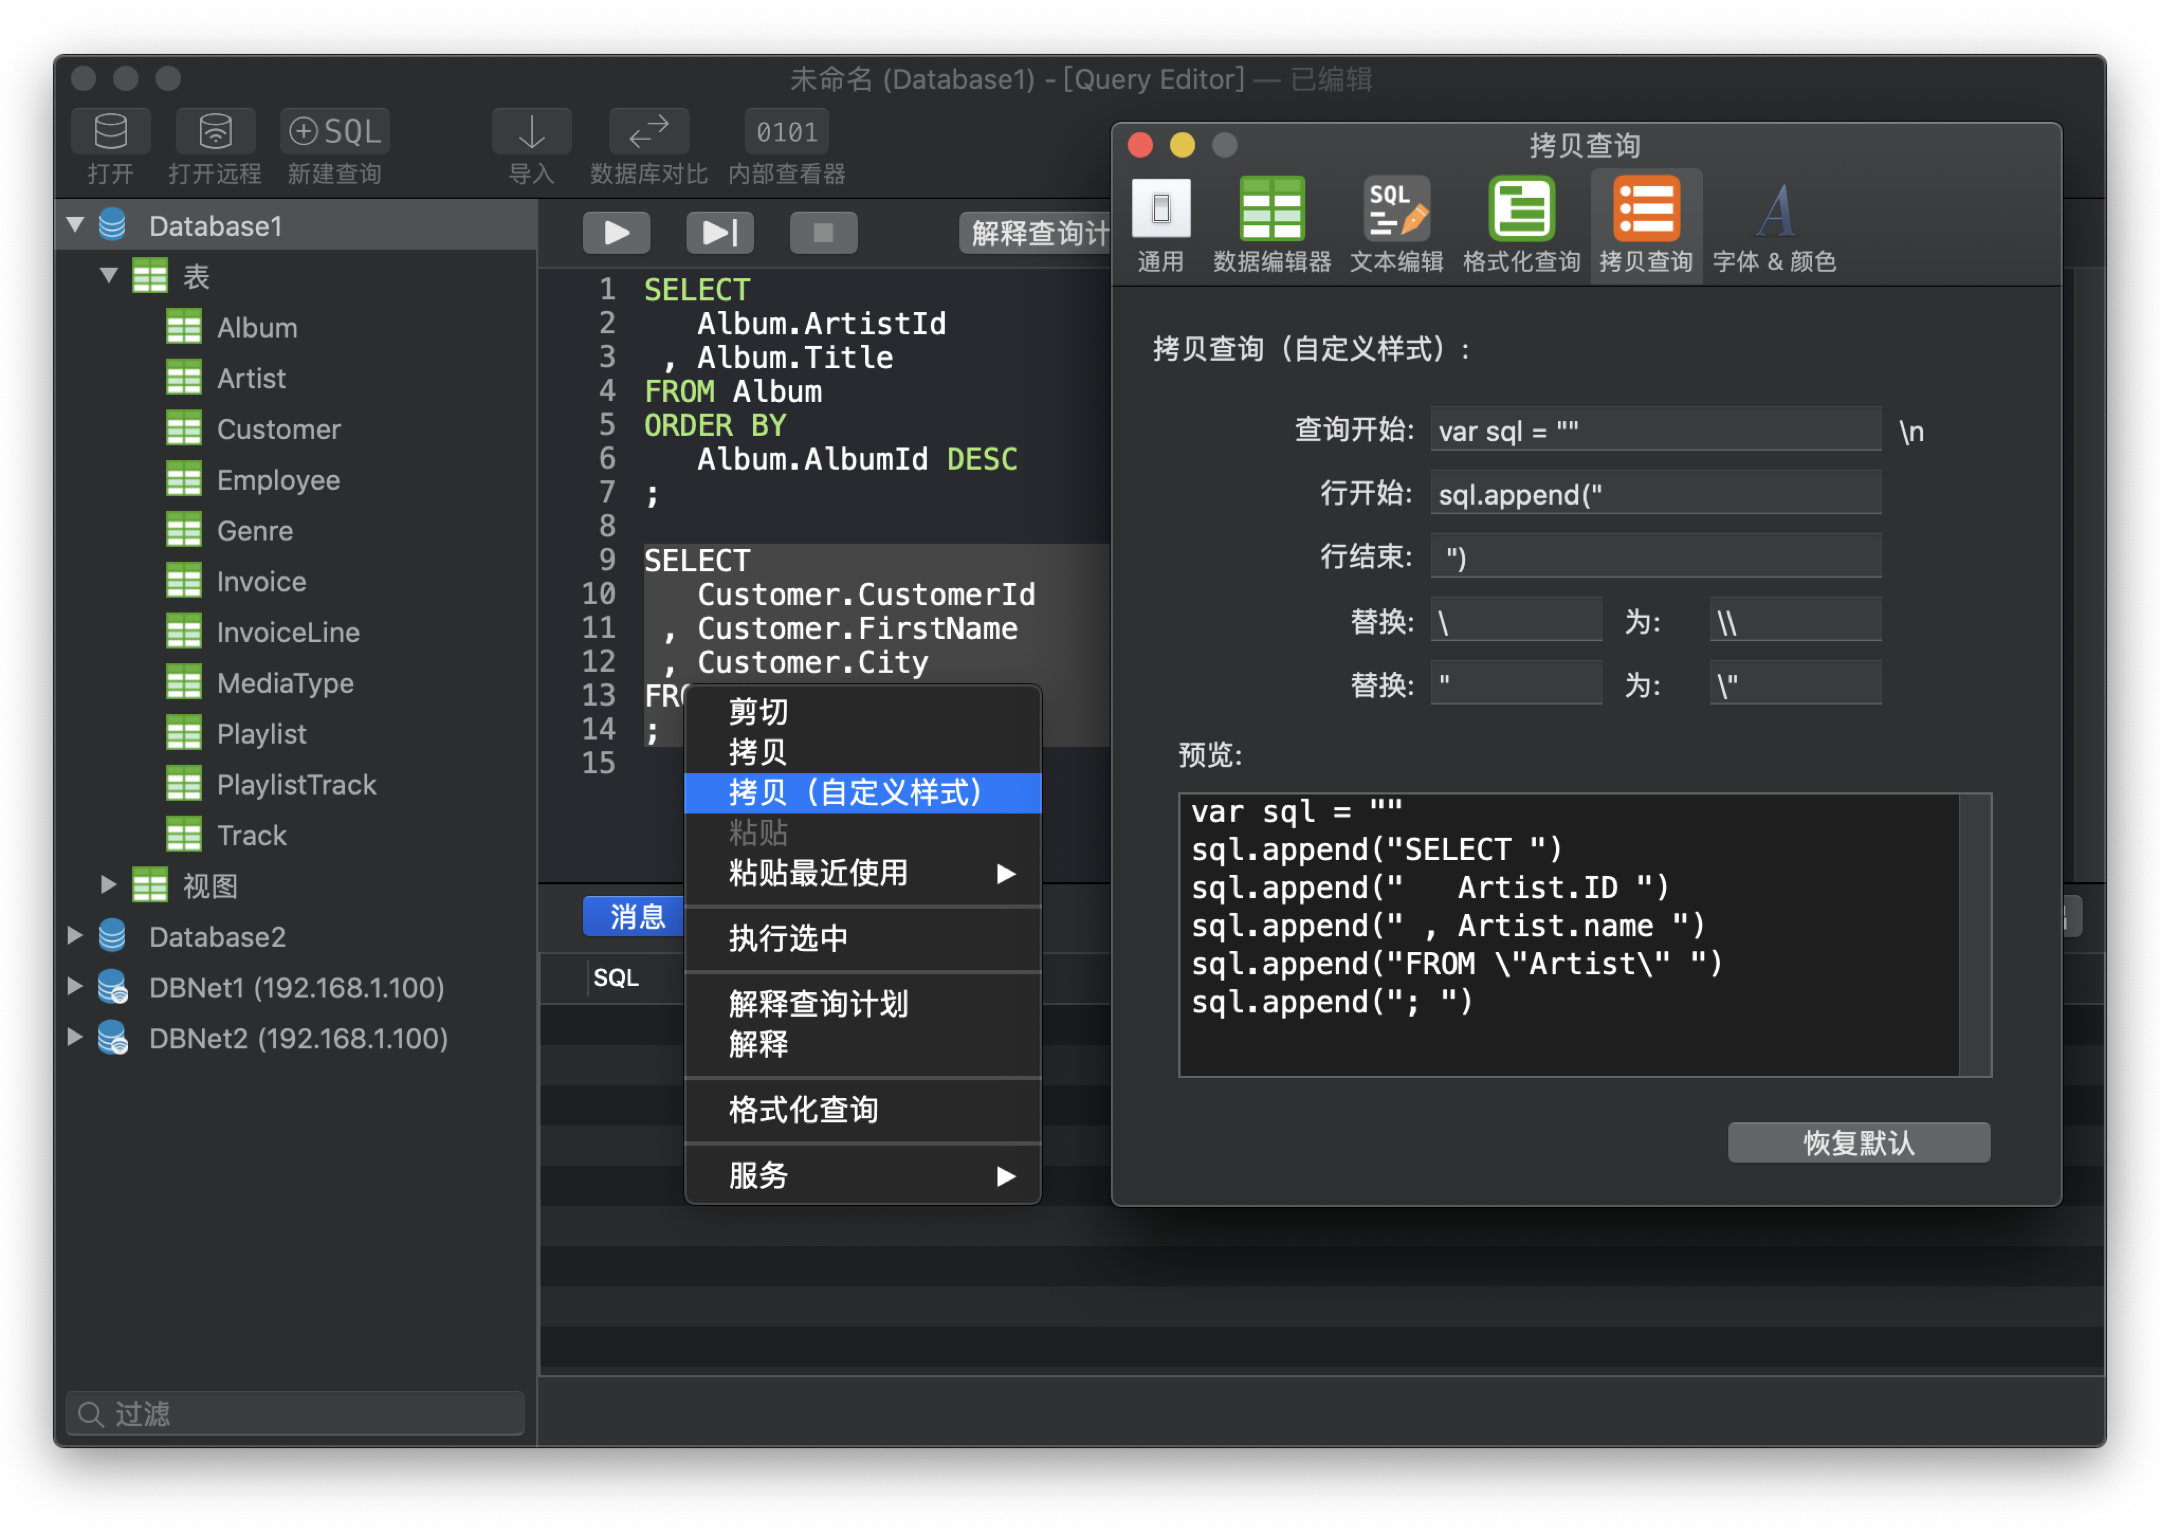 未命名 (Database1) - [Query Editor] — 已编辑
打开
打开远程
SQL
新建查询
导入
数据库对比
0101
内部查看器
Database1
表
Album
Artist
Customer
Employee
Genre
Invoice
InvoiceLine
MediaType
Playlist
PlaylistTrack
Track
视图
Database2
DBNet1 (192.168.1.100)
DBNet2 (192.168.1.100)
过滤
解释查询计
1 SELECT
2 Album.ArtistId
3 , Album.Title
4 FROM Album
5 ORDER BY
6 Album.AlbumId DESC
7 ;
8
9 SELECT
10 Customer.CustomerId
11 , Customer.FirstName
12 , Customer.City
13 FR
14 ;
15
消息
SQL
剪切
拷贝
拷贝（自定义样式）
粘贴
粘贴最近使用
执行选中
解释查询计划
解释
格式化查询
服务
拷贝查询
通用
数据编辑器
SQL
文本编辑
格式化查询
拷贝查询
字体 & 颜色
拷贝查询（自定义样式）:
查询开始: var sql = "" \n
行开始: sql.append("
行结束: ")
替换: \ 为: \\
替换: " 为: \"
预览:
var sql = ""
sql.append("SELECT ")
sql.append("   Artist.ID ")
sql.append(" , Artist.name ")
sql.append("FROM \"Artist\" ")
sql.append("; ")
恢复默认